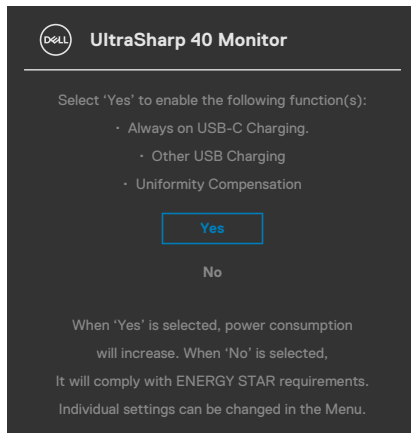 DELL UltraSharp 40 Monitor
Select ‘Yes’ to enable the following function(s):
· Always on USB-C Charging.
· Other USB Charging
· Uniformity Compensation
Yes
No
When ‘Yes’ is selected, power consumption
will increase. When ‘No’ is selected,
It will comply with ENERGY STAR requirements.
Individual settings can be changed in the Menu.